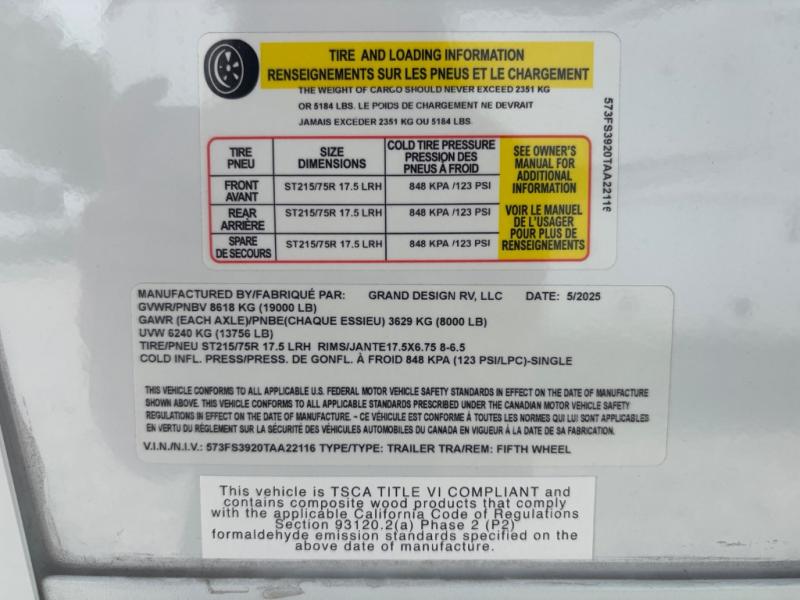 TIRE AND LOADING INFORMATION
RENSEIGNEMENTS SUR LES PNEUS ET LE CHARGEMENT
THE WEIGHT OF CARGO SHOULD NEVER EXCEED 2351 KG
OR 5184 LBS. LE POIDS DE CHARGEMENT NE DEVRAIT
JAMAIS EXCEDER 2351 KG OU 5184 LBS.
TIRE PNEU SIZE DIMENSIONS COLD TIRE PRESSURE PRESSION DES PNEUS À FROID
FRONT AVANT ST215/75R 17.5 LRH 848 KPA /123 PSI
REAR ARRIÈRE ST215/75R 17.5 LRH 848 KPA /123 PSI
SPARE DE SECOURS ST215/75R 17.5 LRH 848 KPA /123 PSI
SEE OWNER'S
MANUAL FOR
ADDITIONAL
INFORMATION
VOIR LE MANUEL
DE L'USAGER
POUR PLUS DE
RENSEIGNEMENTS
573FS3920TAA22116
MANUFACTURED BY/FABRIQUÉ PAR: GRAND DESIGN RV, LLC DATE: 5/2025
GVWR/PNBV 8618 KG (19000 LB)
GAWR (EACH AXLE)/PNBE(CHAQUE ESSIEU) 3629 KG (8000 LB)
UVW 6240 KG (13756 LB)
TIRE/PNEU ST215/75R 17.5 LRH RIMS/JANTE17.5X6.75 8-6.5
COLD INFL. PRESS/PRESS. DE GONFL. À FROID 848 KPA (123 PSI/LPC)-SINGLE
THIS VEHICLE CONFORMS TO ALL APPLICABLE U.S. FEDERAL MOTOR VEHICLE SAFETY STANDARDS IN EFFECT ON THE DATE OF MANUFACTURE
SHOWN ABOVE. THIS VEHICLE CONFORMS TO ALL APPLICABLE STANDARDS PRESCRIBED UNDER THE CANADIAN MOTOR VEHICLE SAFETY
REGULATIONS IN EFFECT ON THE DATE OF MANUFACTURE. - CE VÉHICULE EST CONFORME À TOUTES LES NORMES QUI LUI SONT APPLICABLES
EN VERTU DU RÈGLEMENT SUR LA SÉCURITÉ DES VÉHICULES AUTOMOBILES DU CANADA EN VIGUEUR À LA DATE DE SA FABRICATION.
V.I.N./N.I.V.: 573FS3920TAA22116 TYPE/TYPE: TRAILER TRA/REM: FIFTH WHEEL
This vehicle is TSCA TITLE VI COMPLIANT and
contains composite wood products that comply
with the applicable California Code of Regulations
Section 93120.2(a) Phase 2 (P2)
formaldehyde emission standards specified on the
above date of manufacture.